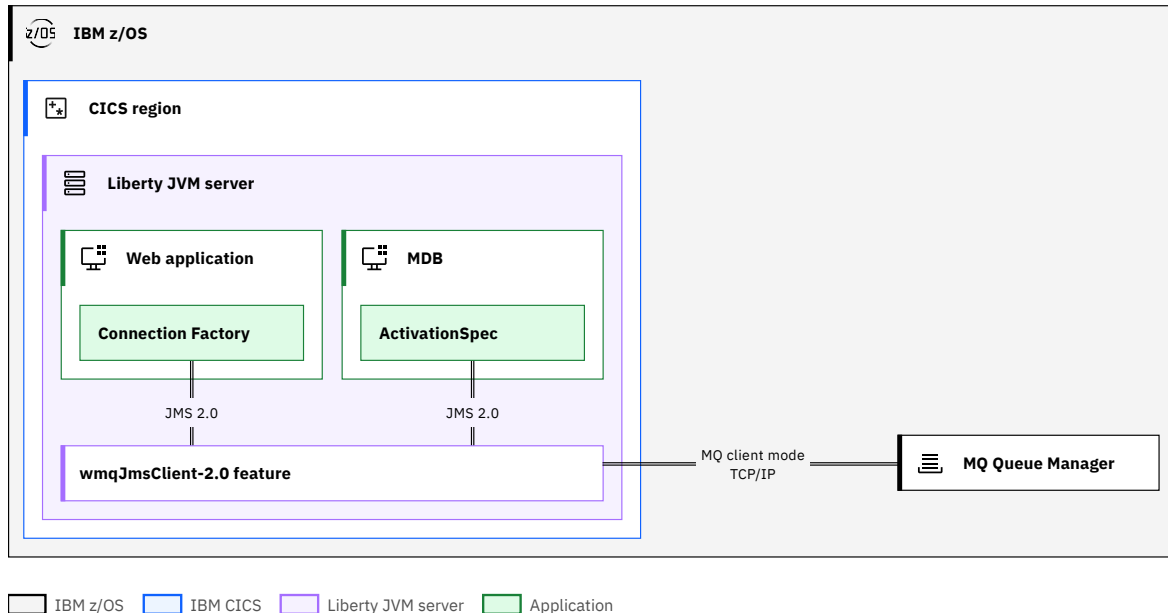 z/OS IBM z/OS
CICS region
Liberty JVM server
Web application
MDB
Connection Factory
ActivationSpec
JMS 2.0
JMS 2.0
wmqJmsClient-2.0 feature
MQ client mode
TCP/IP
MQ Queue Manager
IBM z/OS
IBM CICS
Liberty JVM server
Application